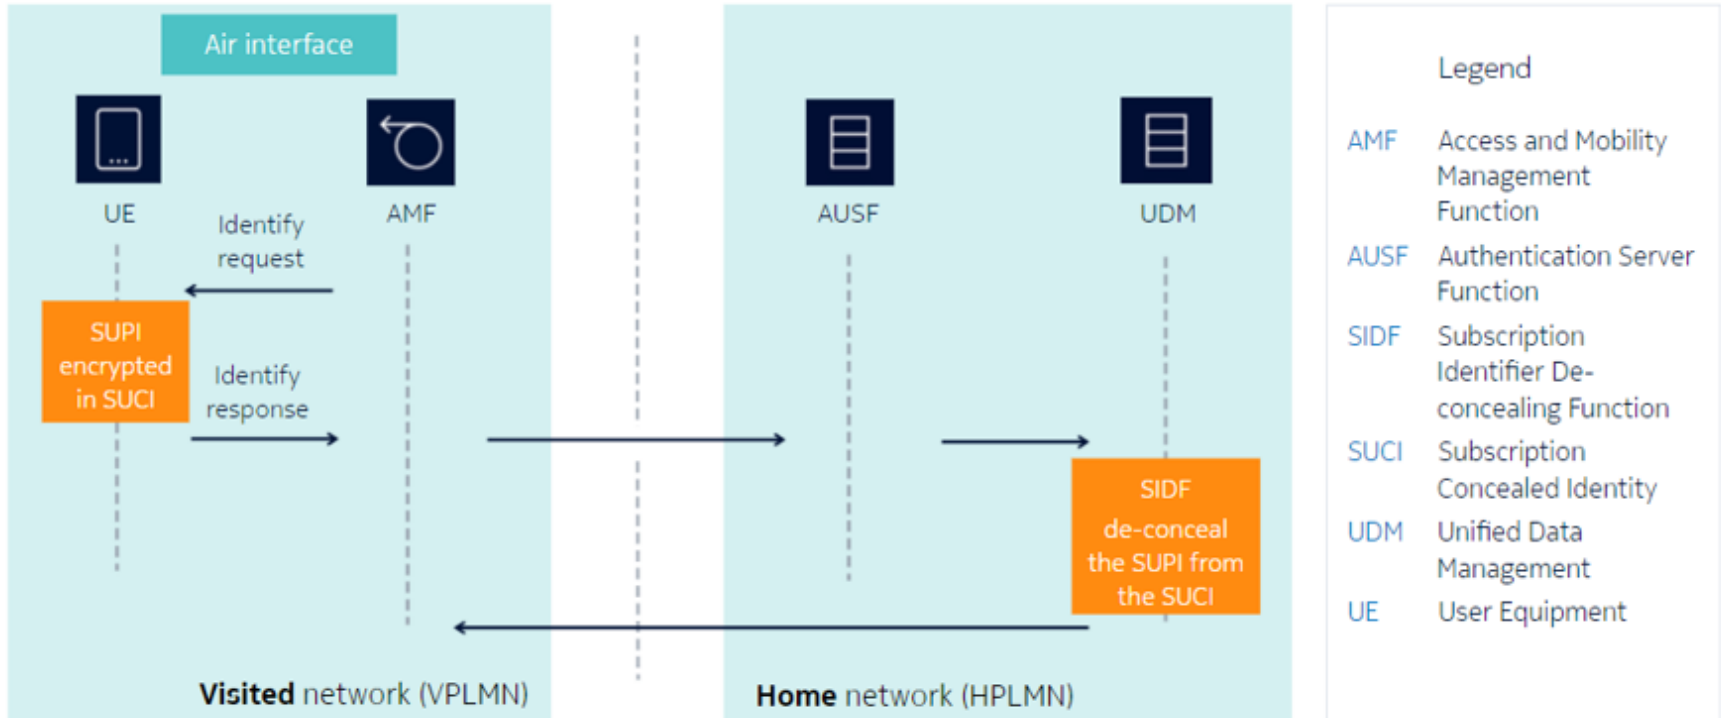 Air interface
UE
AMF
AUSF
UDM
Identify
request
SUPI
encrypted
in SUCI
Identify
response
SIDF
de-conceal
the SUPI from
the SUCI
Visited network (VPLMN)
Home network (HPLMN)
Legend
AMF Access and Mobility
Management
Function
AUSF Authentication Server
Function
SIDF Subscription
Identifier De-
concealing Function
SUCI Subscription
Concealed Identity
UDM Unified Data
Management
UE User Equipment